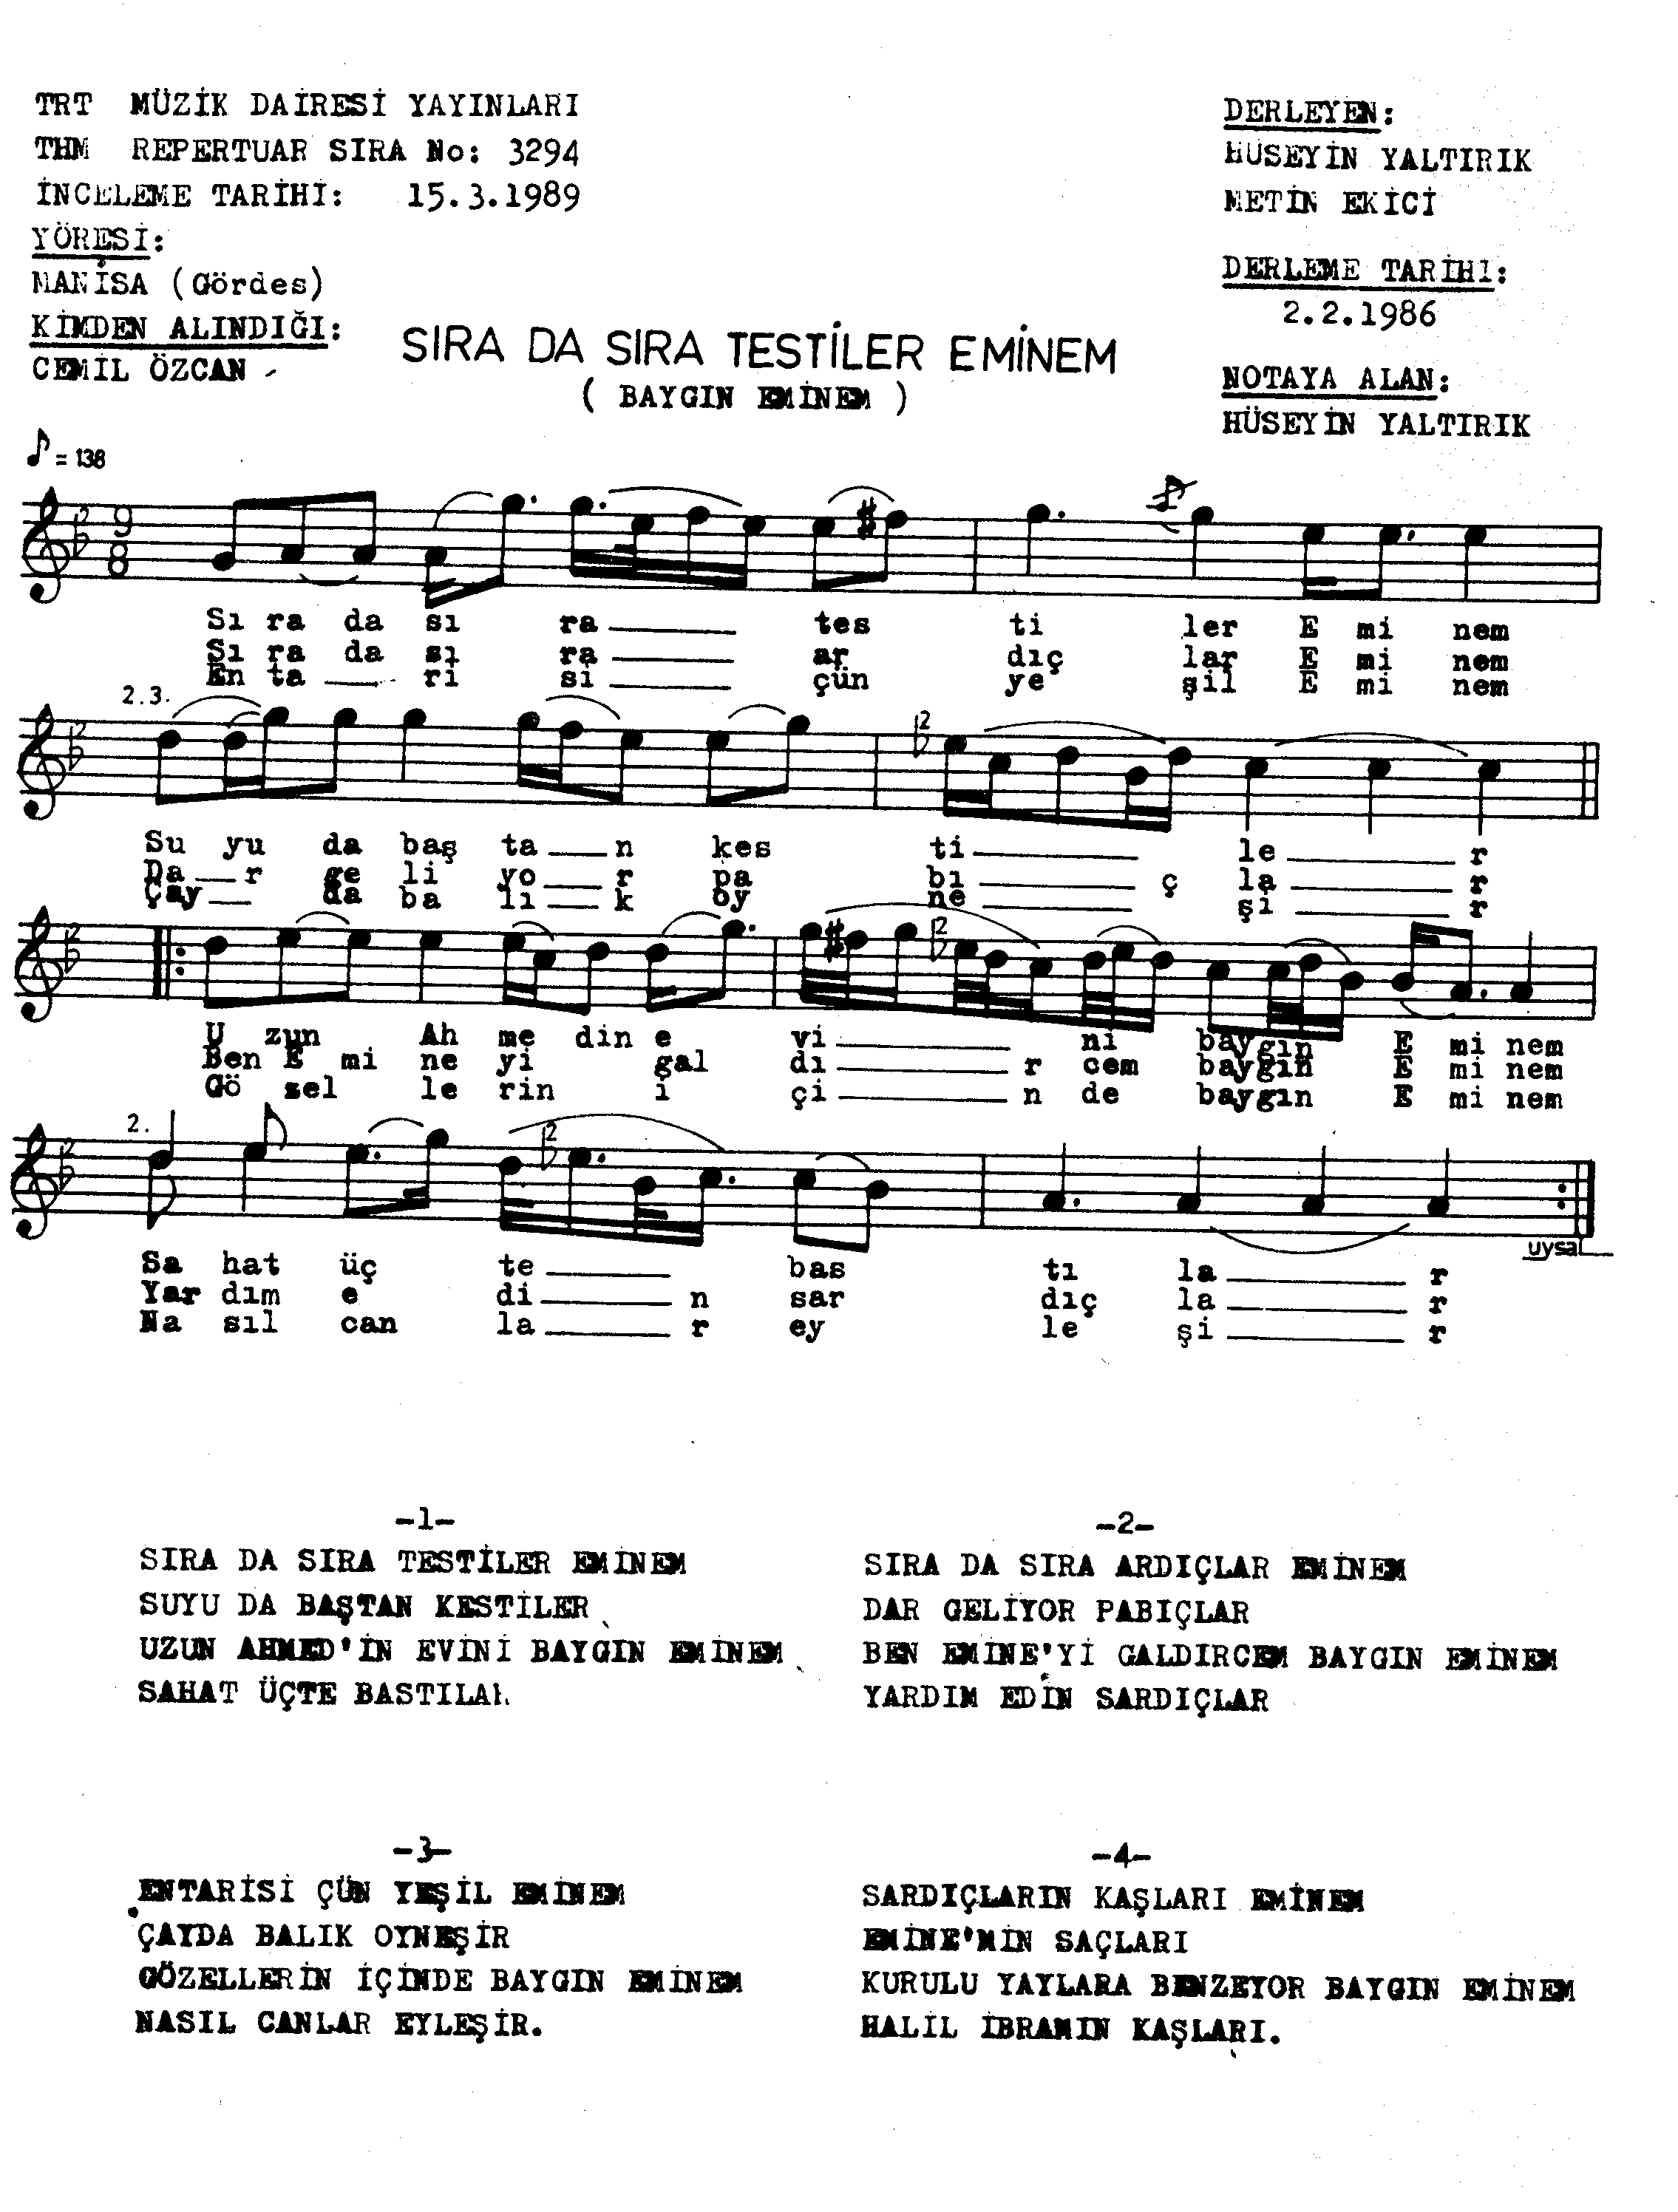 TRT MÜZİK DAİRESİ YAYINLARI
THM REPERTUAR SIRA No: 3294
İNCELEME TARİHİ: 15.3.1989
YÖRESİ:
MANİSA (Gördes)
KİMDEN ALINDIĞI:
CEMİL ÖZCAN
DERLEYEN:
HÜSEYİN YALTIRIK
METİN EKİCİ
DERLEME TARİHİ:
2.2.1986
NOTAYA ALAN:
HÜSEYİN YALTIRIK
SIRA DA SIRA TESTİLER EMİNEM
( BAYGIN EMİNEM )
♪ = 138
9
8
Sı ra da sı ra tes ti ler E mi nem
Sı ra da sı ra ar dıç lar E mi nem
En ta ri si çün ye şil E mi nem
2.3.
Su yu da baş ta n kes ti le r
Da r ge li yo r pa bı ç la r
Çay da ba lı k oy ne şi r
U zun Ah me din e vi ni baygın E mi nem
Ben E mi ne yi gal dı r cem baygın E mi nem
Gö zel le rin i çi n de baygın E mi nem
2.
Sa hat üç te bas tı la r
Yar dım e di n sar dıç la r
Na sıl can la r ey le şi r
uysal
-1-
SIRA DA SIRA TESTİLER EMİNEM
SUYU DA BAŞTAN KESTİLER
UZUN AHMED'İN EVİNİ BAYGIN EMİNEM
SAHAT ÜÇTE BASTILAR
-2-
SIRA DA SIRA ARDIÇLAR EMİNEM
DAR GELİYOR PABIÇLAR
BEN EMİNE'Yİ GALDIRCEM BAYGIN EMİNEM
YARDIM EDİN SARDIÇLAR
-3-
ENTARİSİ ÇÜN YEŞİL EMİNEM
ÇAYDA BALIK OYNEŞİR
GÖZELLERİN İÇİNDE BAYGIN EMİNEM
NASIL CANLAR EYLEŞİR.
-4-
SARDIÇLARIN KAŞLARI EMİNEM
EMİNE'MİN SAÇLARI
KURULU YAYLARA BENZEYOR BAYGIN EMİNEM
HALİL İBRAMIN KAŞLARI.